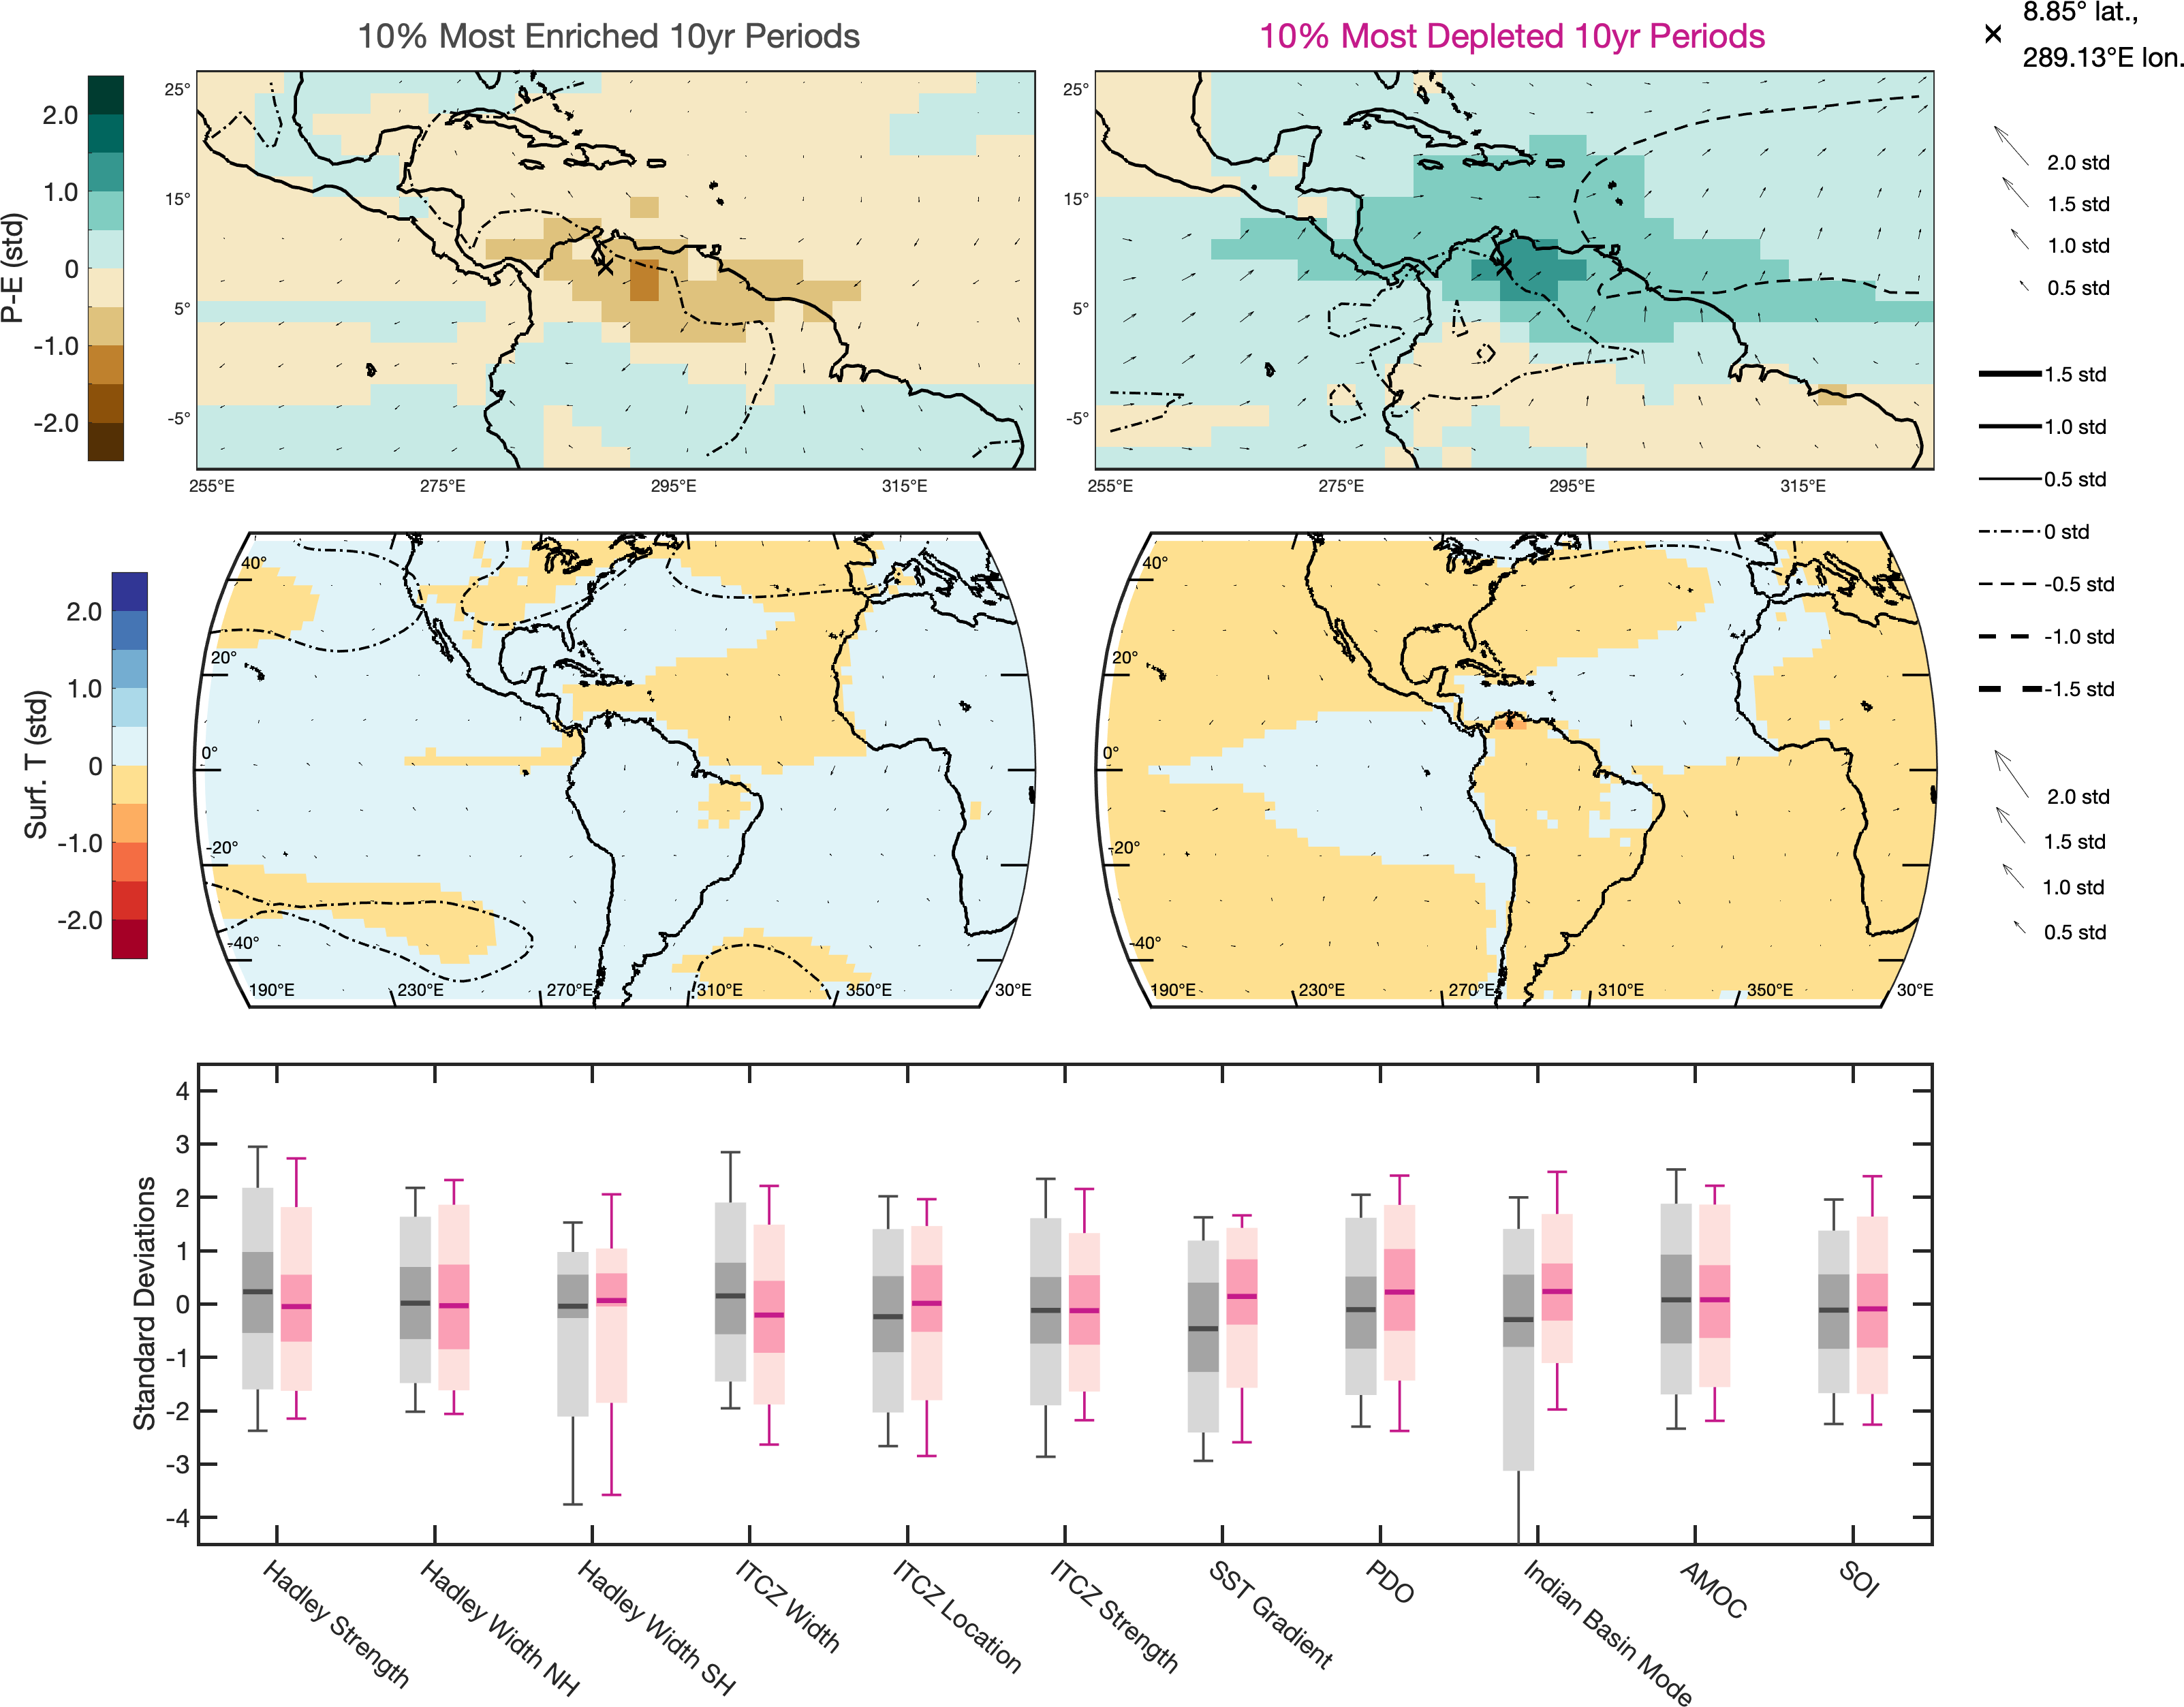 10% Most Enriched 10yr Periods
10% Most Depleted 10yr Periods
8.85° lat.,
289.13°E lon.
P-E (std)
2.0
1.0
0
-1.0
-2.0
25°
15°
5°
-5°
255°E 275°E 295°E 315°E
25°
15°
5°
-5°
255°E 275°E 295°E 315°E
2.0 std
1.5 std
1.0 std
0.5 std
1.5 std
1.0 std
0.5 std
0 std
-0.5 std
-1.0 std
-1.5 std
Surf. T (std)
2.0
1.0
0
-1.0
-2.0
40°
20°
0°
-20°
-40°
190°E 230°E 270°E 310°E 350°E 30°E
40°
20°
0°
-20°
-40°
190°E 230°E 270°E 310°E 350°E 30°E
2.0 std
1.5 std
1.0 std
0.5 std
Standard Deviations
4
3
2
1
0
-1
-2
-3
-4
Hadley Strength
Hadley Width NH
Hadley Width SH
ITCZ Width
ITCZ Location
ITCZ Strength
SST Gradient
PDO
Indian Basin Mode
AMOC
SOI